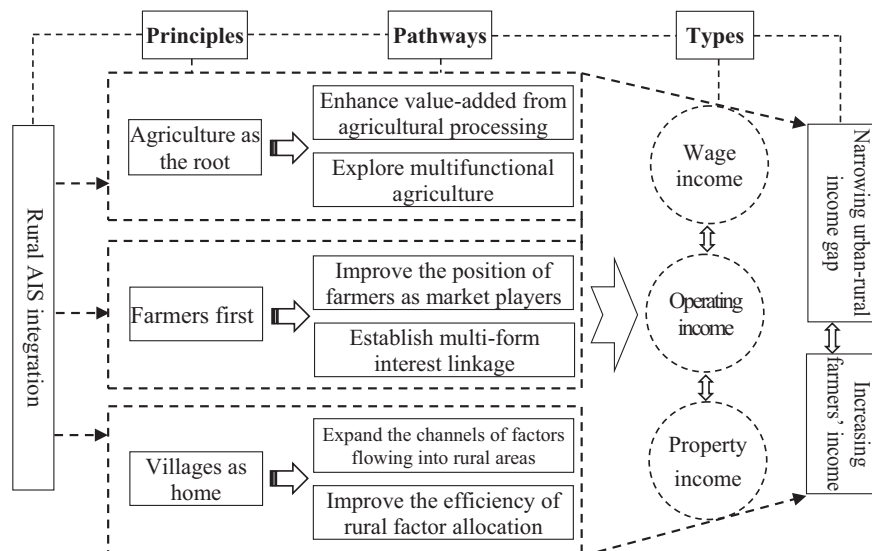 Principles
Pathways
Types
Rural AIS integration
Agriculture as
the root
Enhance value-added from
agricultural processing
Explore multifunctional
agriculture
Farmers first
Improve the position of
farmers as market players
Establish multi-form
interest linkage
Villages as
home
Expand the channels of factors
flowing into rural areas
Improve the efficiency of
rural factor allocation
Wage
income
Operating
income
Property
income
Narrowing urban-rural
income gap
Increasing
farmers' income